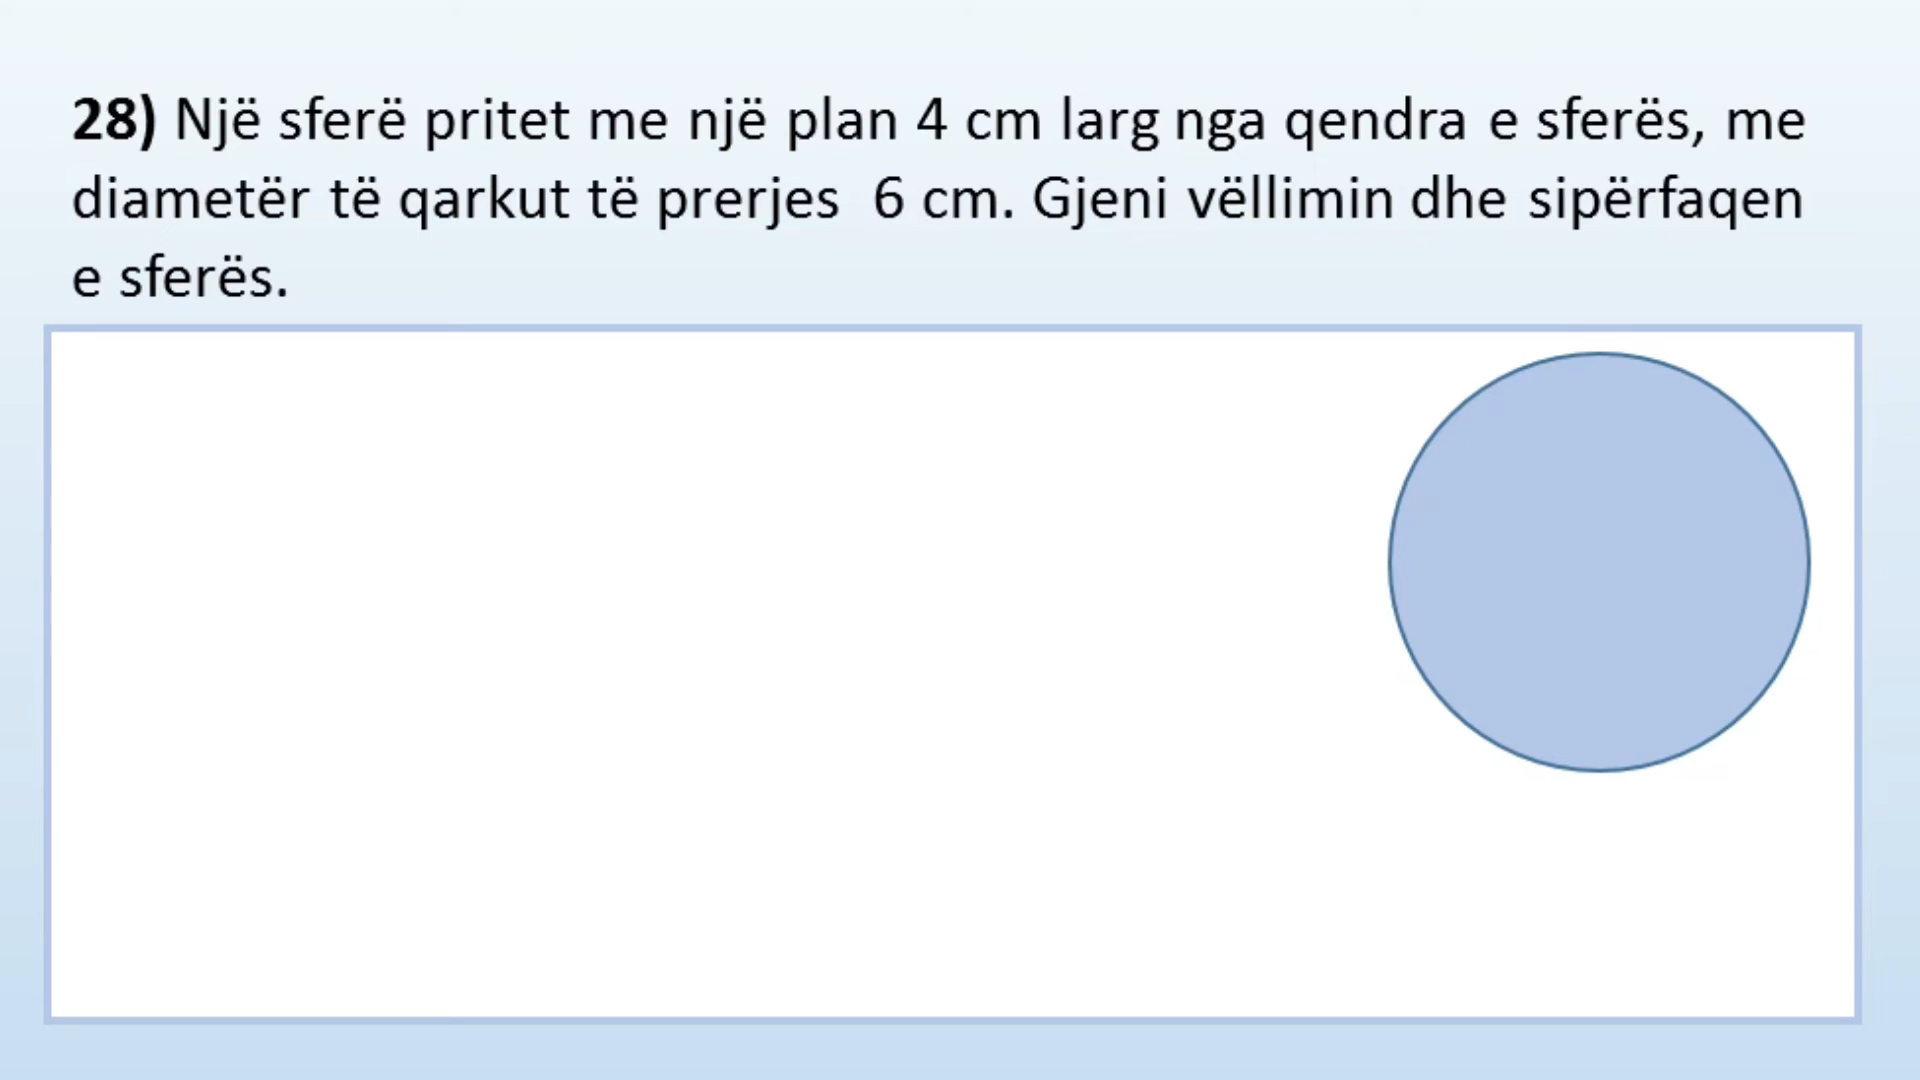 28) Një sferë pritet me një plan 4 cm larg nga qendra e sferës, me
diametër të qarkut të prerjes 6 cm. Gjeni vëllimin dhe sipërfaqen
e sferës.